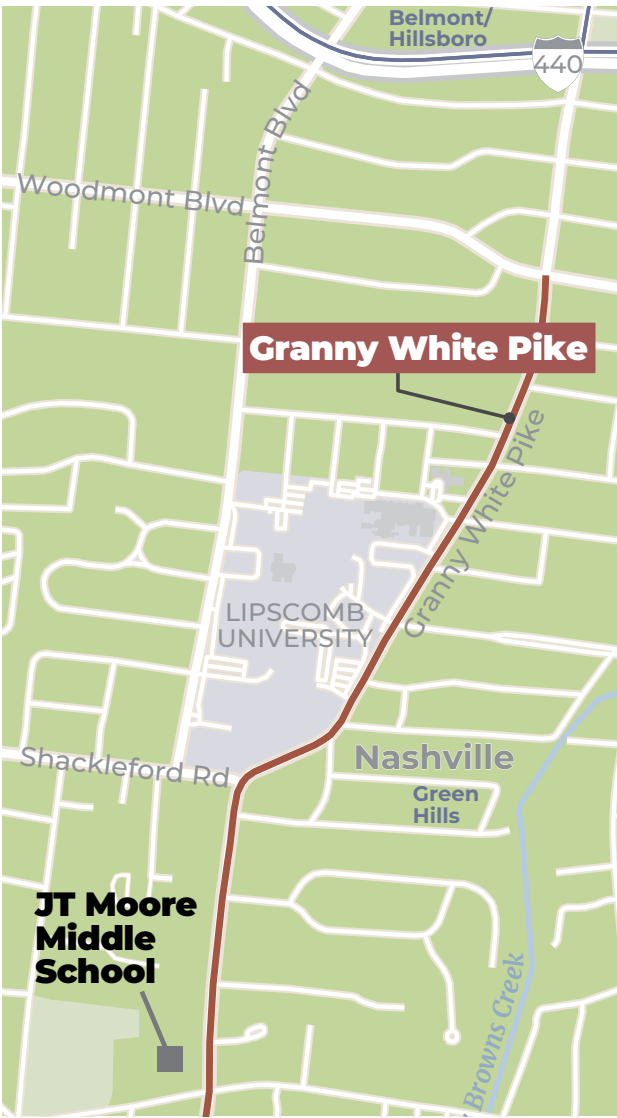 Belmont/
Hillsboro
440
Belmont Blvd
Woodmont Blvd
Granny White Pike
Granny White Pike
LIPSCOMB
UNIVERSITY
Shackleford Rd
Nashville
Green
Hills
JT Moore
Middle
School
Browns Creek